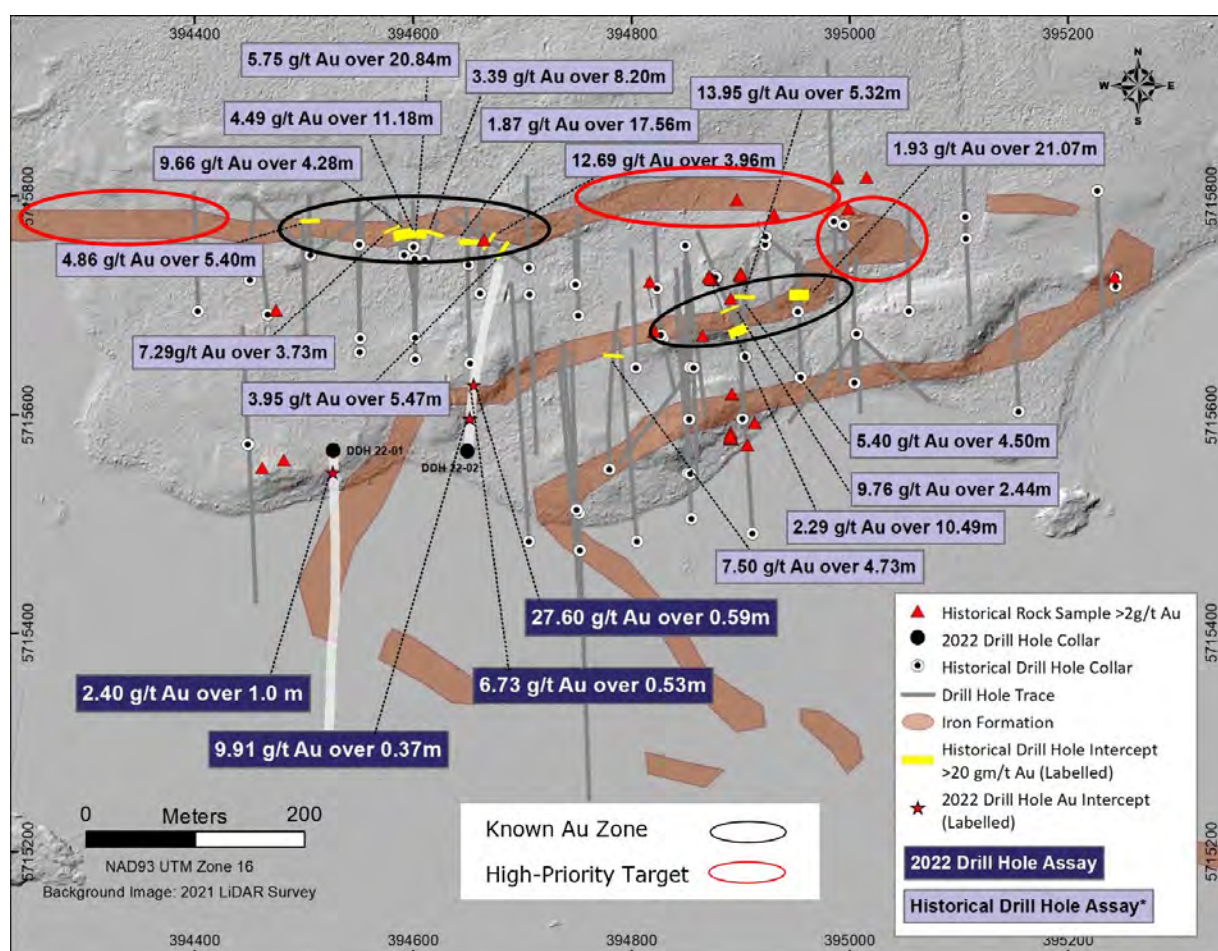 394400
394600
394800
395000
395200
N
W
E
S
5.75 g/t Au over 20.84m
3.39 g/t Au over 8.20m
13.95 g/t Au over 5.32m
4.49 g/t Au over 11.18m
1.87 g/t Au over 17.56m
9.66 g/t Au over 4.28m
12.69 g/t Au over 3.96m
1.93 g/t Au over 21.07m
5715800
5715800
4.86 g/t Au over 5.40m
7.29g/t Au over 3.73m
3.95 g/t Au over 5.47m
5715600
5715600
DDH 22-01
DDH 22-02
5.40 g/t Au over 4.50m
9.76 g/t Au over 2.44m
2.29 g/t Au over 10.49m
7.50 g/t Au over 4.73m
27.60 g/t Au over 0.59m
6.73 g/t Au over 0.53m
2.40 g/t Au over 1.0 m
9.91 g/t Au over 0.37m
5715400
5715400
Historical Rock Sample >2g/t Au
2022 Drill Hole Collar
Historical Drill Hole Collar
Drill Hole Trace
Iron Formation
Historical Drill Hole Intercept
>20 gm/t Au (Labelled)
2022 Drill Hole Au Intercept
(Labelled)
2022 Drill Hole Assay
Historical Drill Hole Assay*
0
Meters
200
NAD93 UTM Zone 16
Background Image: 2021 LiDAR Survey
Known Au Zone
High-Priority Target
5715200
5715200
394400
394600
394800
395000
395200